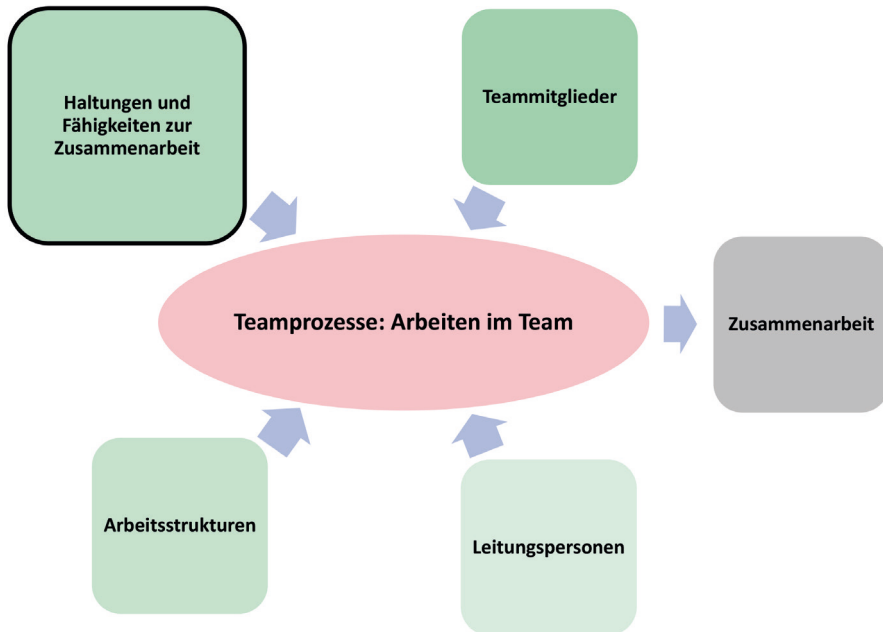 Haltungen und
Fähigkeiten zur
Zusammenarbeit
Teammitglieder
Teamprozesse: Arbeiten im Team
Zusammenarbeit
Arbeitsstrukturen
Leitungspersonen